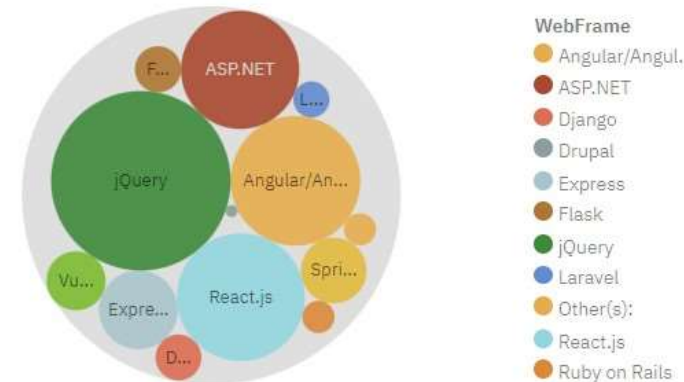 WebFrame
Angular/Angul.
ASP.NET
Django
Drupal
Express
Flask
jQuery
Laravel
Other(s):
React.js
Ruby on Rails
F...
ASP.NET
L...
jQuery
Angular/An...
Spri...
Vu...
Expre...
React.js
D...